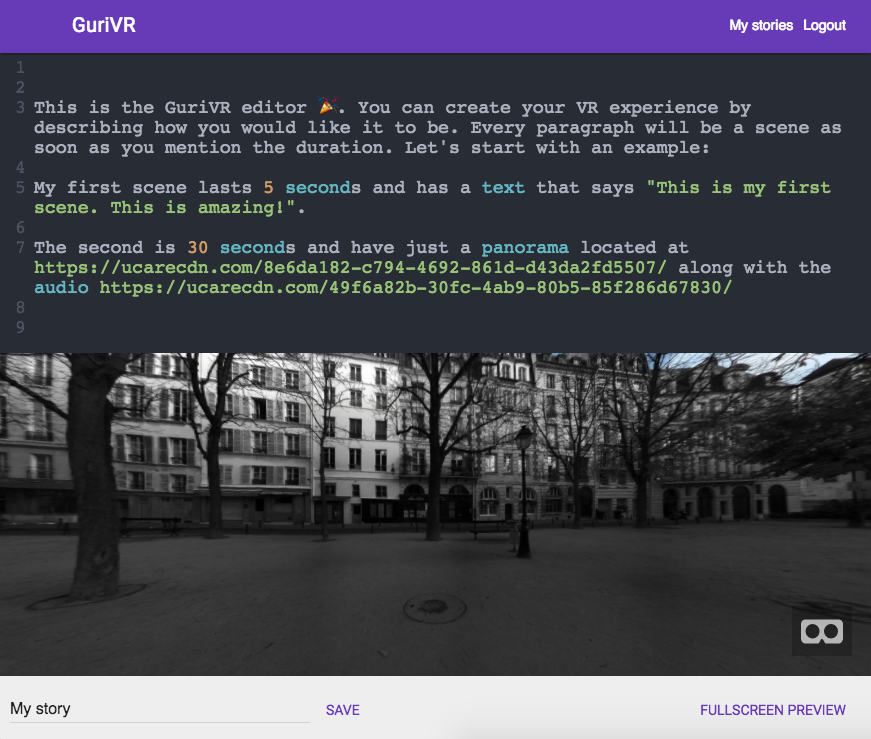 GuriVR
My stories Logout
1
2
3 This is the GuriVR editor 🎉. You can create your VR experience by
describing how you would like it to be. Every paragraph will be a scene as
soon as you mention the duration. Let's start with an example:
4
5 My first scene lasts 5 seconds and has a text that says "This is my first
scene. This is amazing!".
6
7 The second is 30 seconds and have just a panorama located at
https://ucarecdn.com/8e6da182-c794-4692-861d-d43da2fd5507/ along with the
audio https://ucarecdn.com/49f6a82b-30fc-4ab9-80b5-85f286d67830/
8
9
My story
SAVE
FULLSCREEN PREVIEW